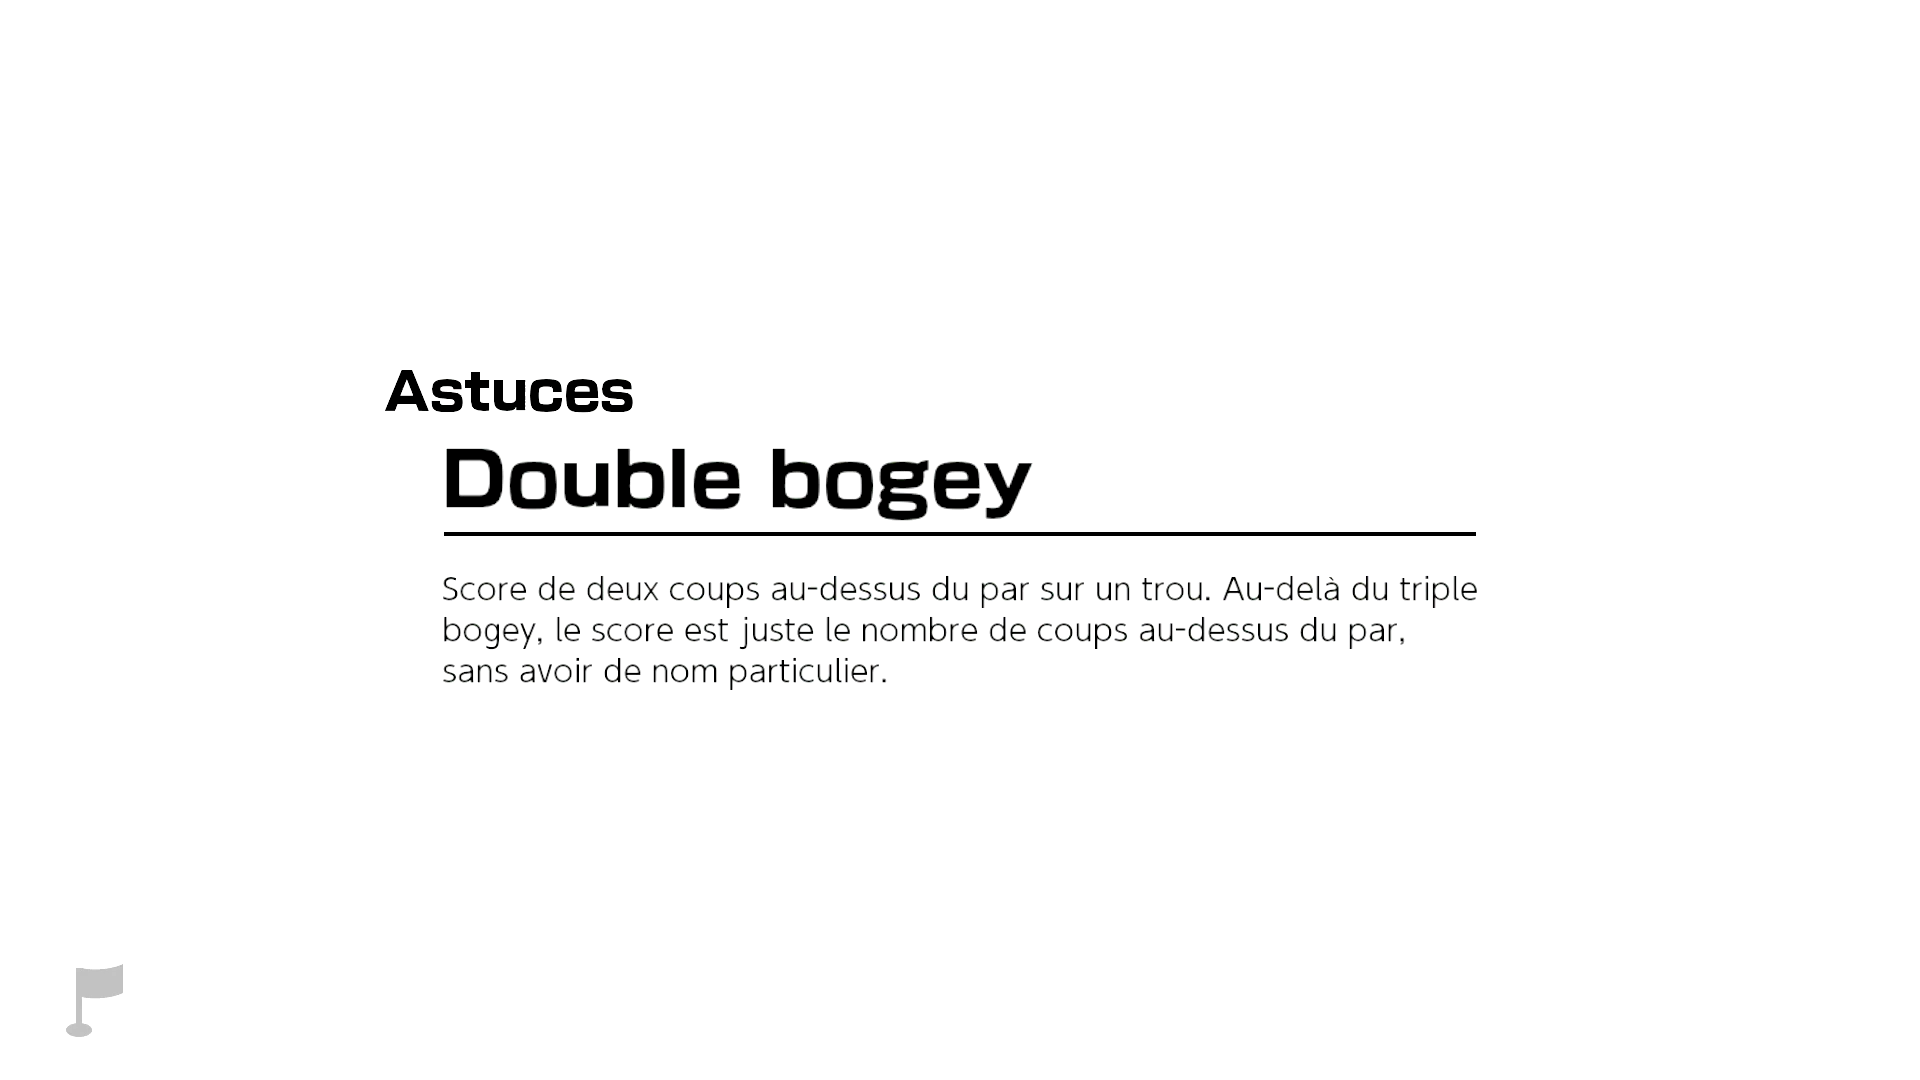 Astuces
Double bogey
Score de deux coups au-dessus du par sur un trou. Au-delà du triple
bogey, le score est juste le nombre de coups au-dessus du par,
sans avoir de nom particulier.